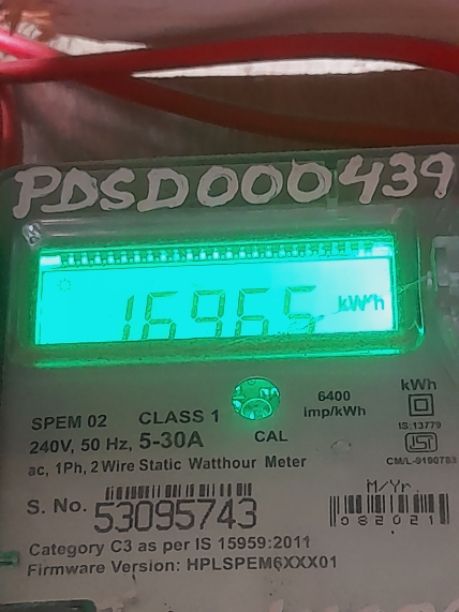 PDSD000439
16965 kWh
SPEM 02 CLASS 1
6400 imp/kWh
kWh
240V, 50 Hz, 5-30A
CAL
IS:13779
ISI
ac, 1Ph, 2 Wire Static Watthour Meter
CM/L-9190783
S. No. 53095743
M/Yr.
082021
Category C3 as per IS 15959:2011
Firmware Version: HPLSPEM6XXX01